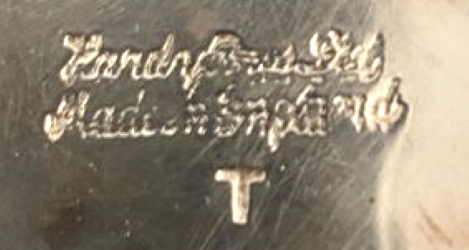 Hardy Bros Ltd
Made in England
T